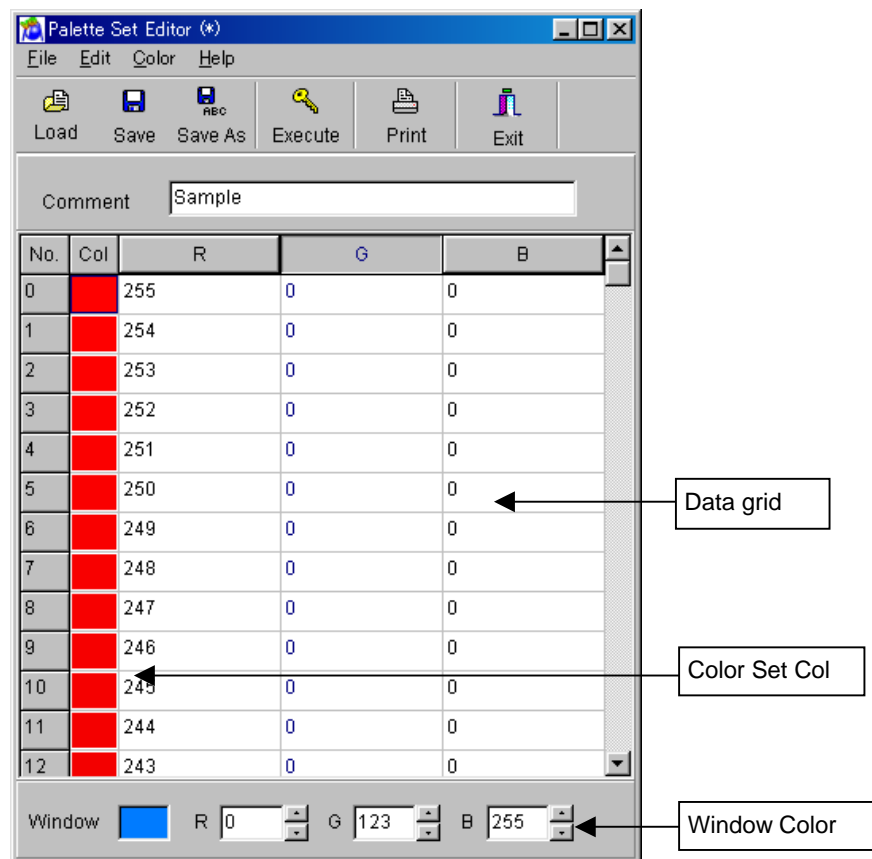 Palette Set Editor (*)
File Edit Color Help
Load Save ABC Save As Execute Print Exit
Comment Sample
No. Col R G B
0 255 0 0
1 254 0 0
2 253 0 0
3 252 0 0
4 251 0 0
5 250 0 0
6 249 0 0
7 248 0 0
8 247 0 0
9 246 0 0
10 245 0 0
11 244 0 0
12 243 0 0
Data grid
Color Set Col
Window R 0 G 123 B 255
Window Color